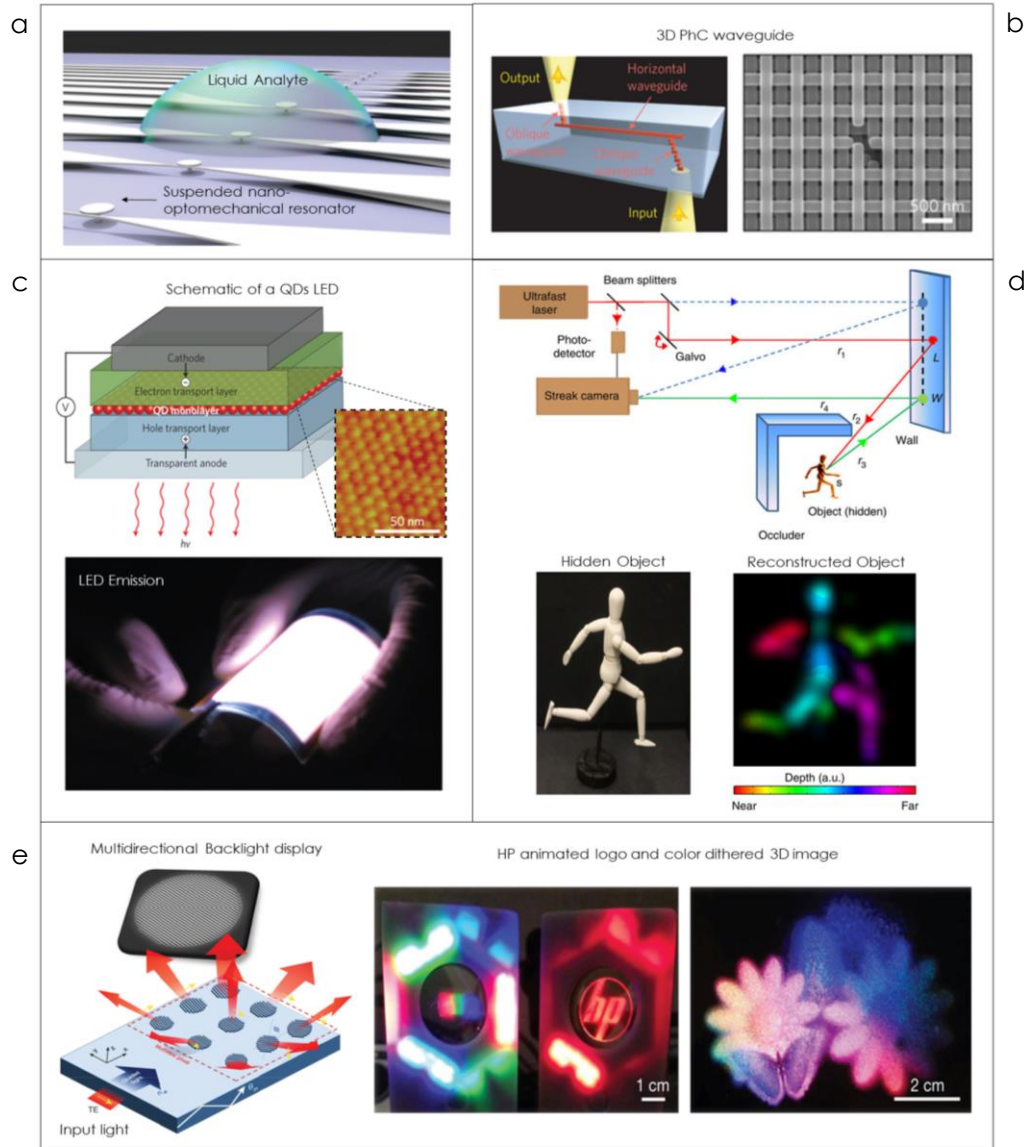 a
Liquid Analyte
Suspended nano-
optomechanical resonator
b
3D PhC waveguide
Output
Horizontal
waveguide
Oblique
waveguide
Oblique
waveguide
Input
500 nm
c
Schematic of a QDs LED
Cathode
Electron transport layer
V
QD monolayer
Hole transport layer
Transparent anode
50 nm
hν
LED Emission
d
Beam splitters
Ultrafast
laser
Photo-
detector
Galvo
Streak camera
r1
L
W
r4
r2
r3
Wall
s
Object (hidden)
Occluder
Hidden Object
Reconstructed Object
Depth (a.u.)
Near
Far
e
Multidirectional Backlight display
TE
Input light
HP animated logo and color dithered 3D image
hp
1 cm
2 cm